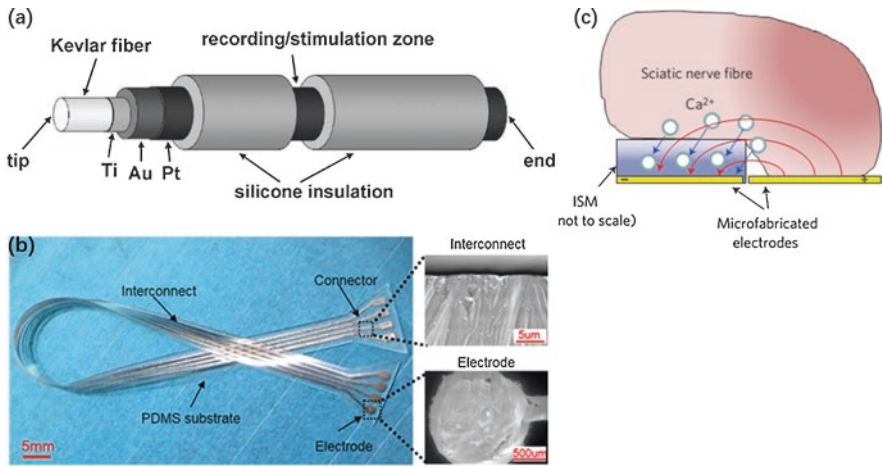 (a)
recording/stimulation zone
Kevlar fiber
tip
Ti
Au
Pt
silicone insulation
end
(c)
Sciatic nerve fibre
Ca²⁺
ISM
not to scale)
Microfabricated
electrodes
(b)
Interconnect
Connector
PDMS substrate
Electrode
5mm
Interconnect
5um
Electrode
500um